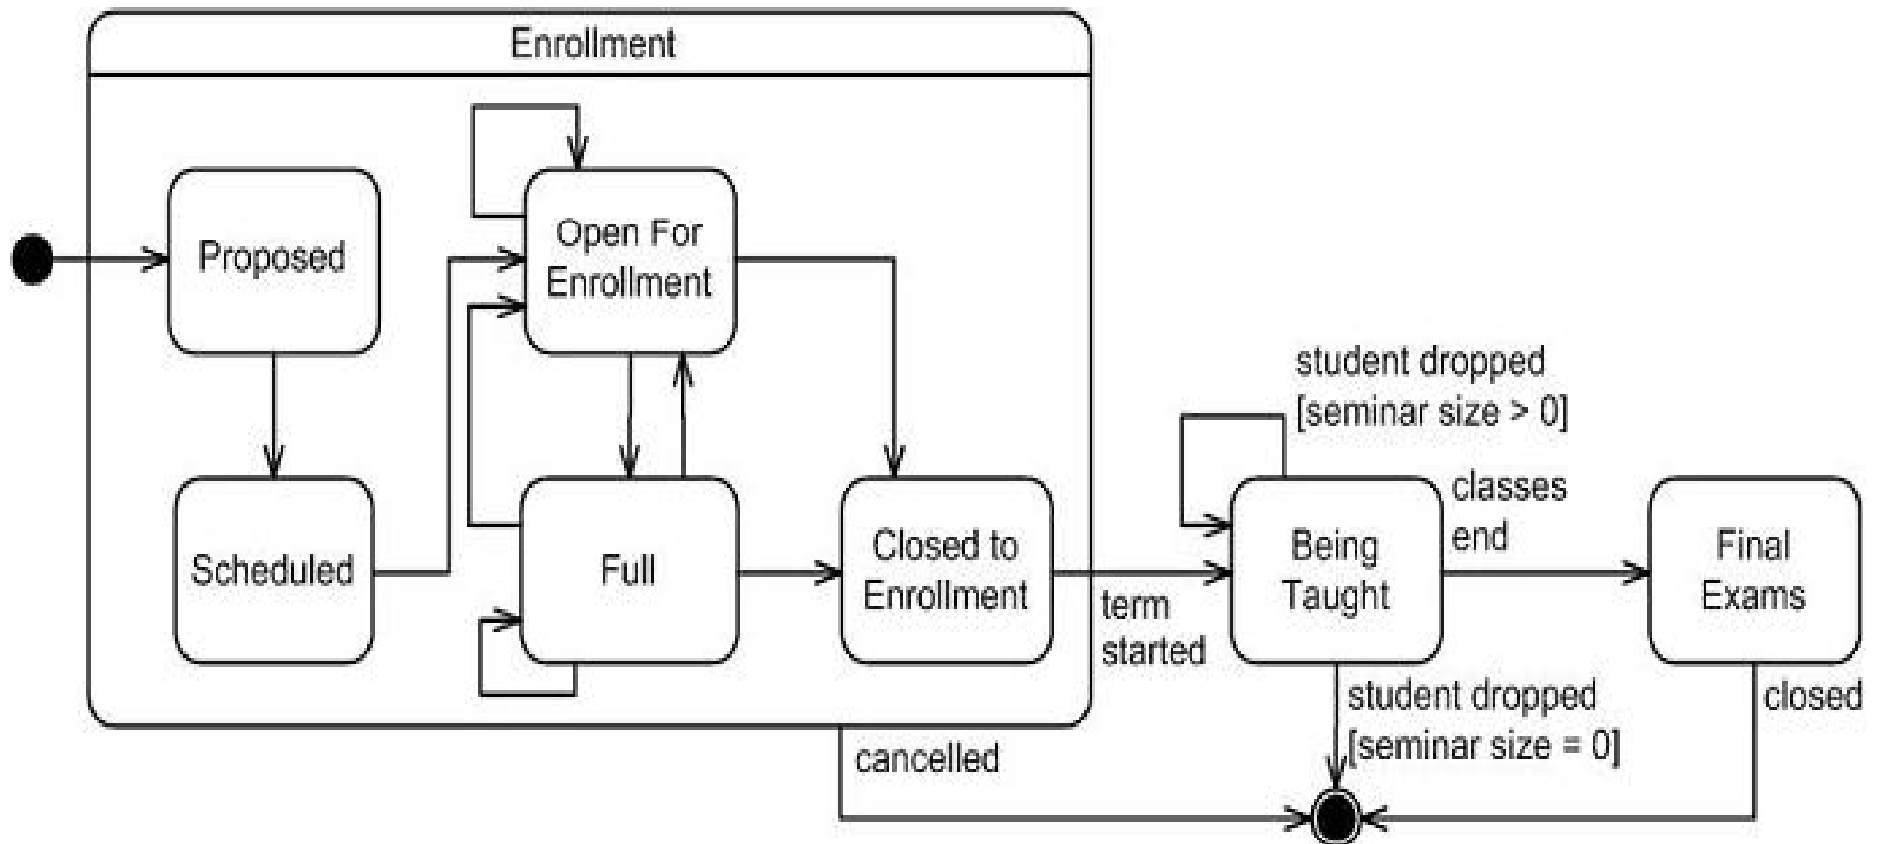 Enrollment
Proposed
Open For
Enrollment
Scheduled
Full
Closed to
Enrollment
term
started
cancelled
student dropped
[seminar size > 0]
Being
Taught
classes
end
student dropped
[seminar size = 0]
Final
Exams
closed